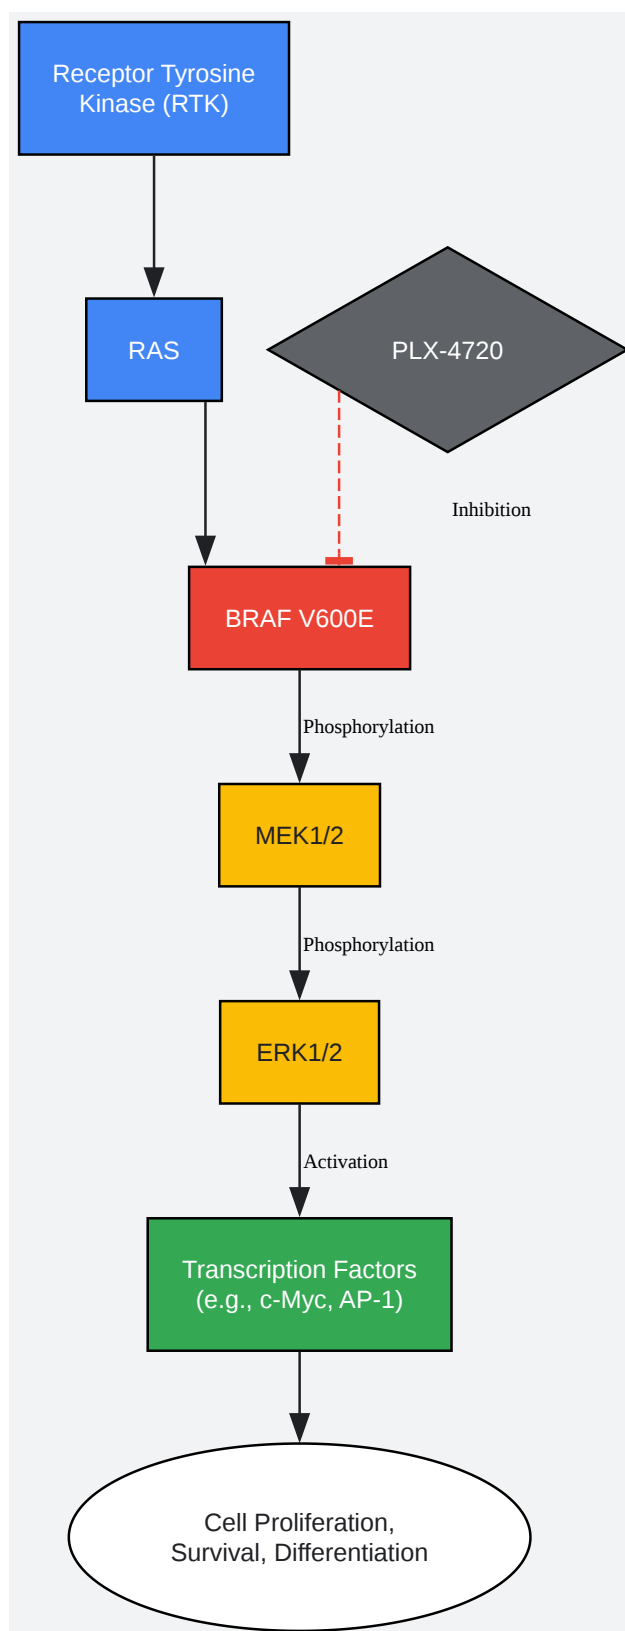 Receptor Tyrosine
Kinase (RTK)
RAS
PLX-4720
Inhibition
BRAF V600E
Phosphorylation
MEK1/2
Phosphorylation
ERK1/2
Activation
Transcription Factors
(e.g., c-Myc, AP-1)
Cell Proliferation,
Survival, Differentiation